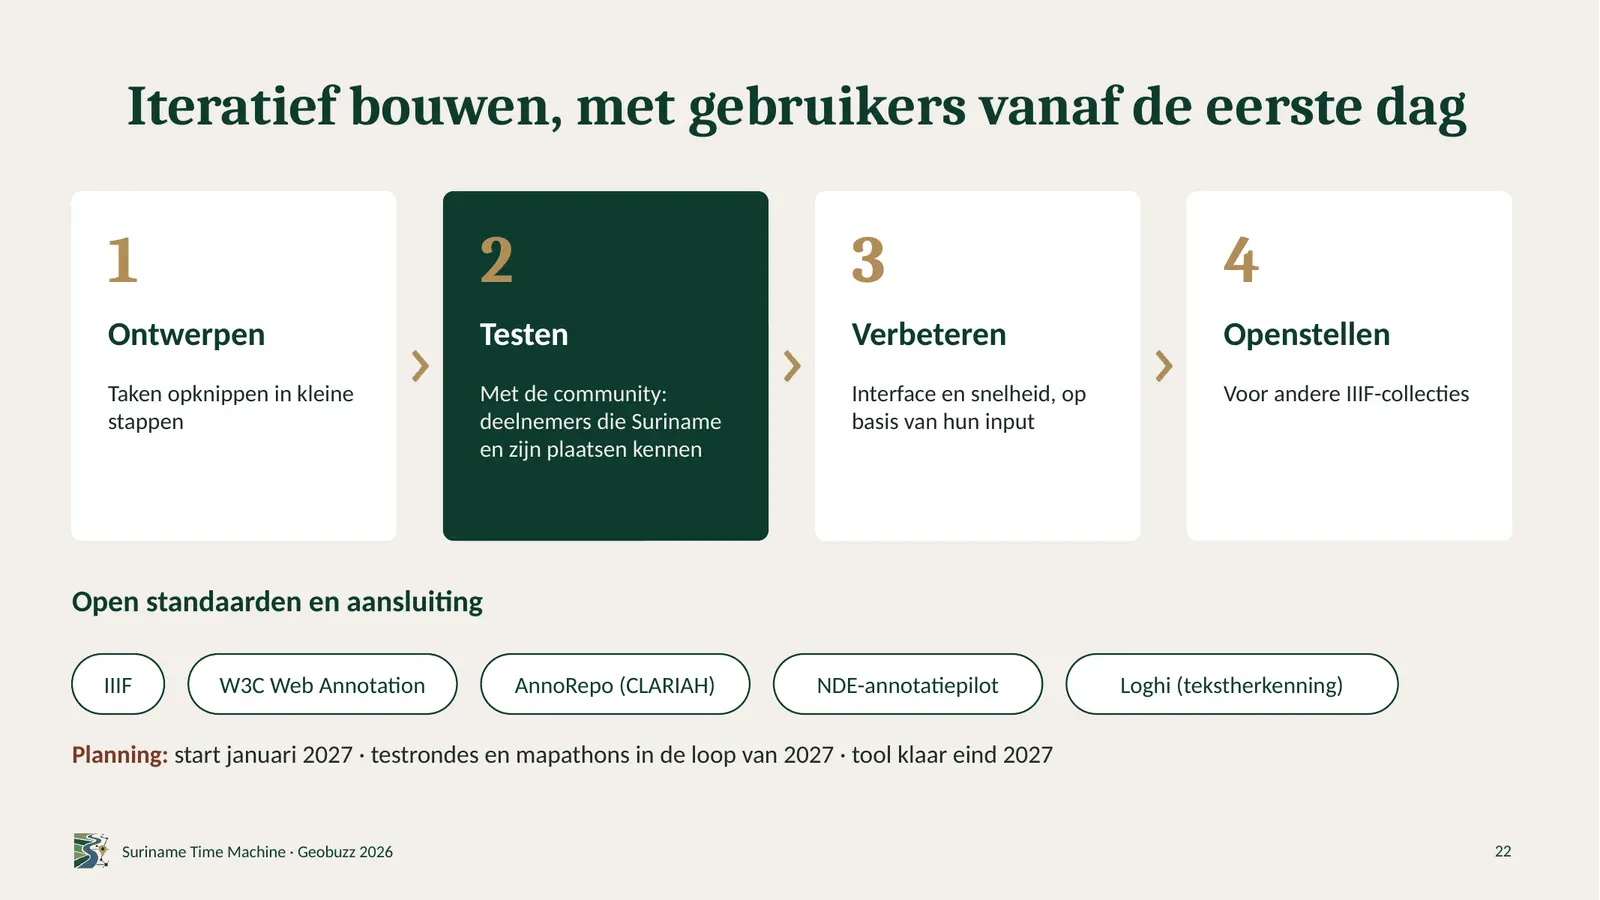 Iteratief bouwen, met gebruikers vanaf de eerste dag
1
Ontwerpen
Taken opknippen in kleine
stappen
2
Testen
Met de community:
deelnemers die Suriname
en zijn plaatsen kennen
3
Verbeteren
Interface en snelheid, op
basis van hun input
4
Openstellen
Voor andere IIIF-collecties
Open standaarden en aansluiting
IIIF
W3C Web Annotation
AnnoRepo (CLARIAH)
NDE-annotatiepilot
Loghi (tekstherkenning)
Planning: start januari 2027 · testrondes en mapathons in de loop van 2027 · tool klaar eind 2027
Suriname Time Machine · Geobuzz 2026
22